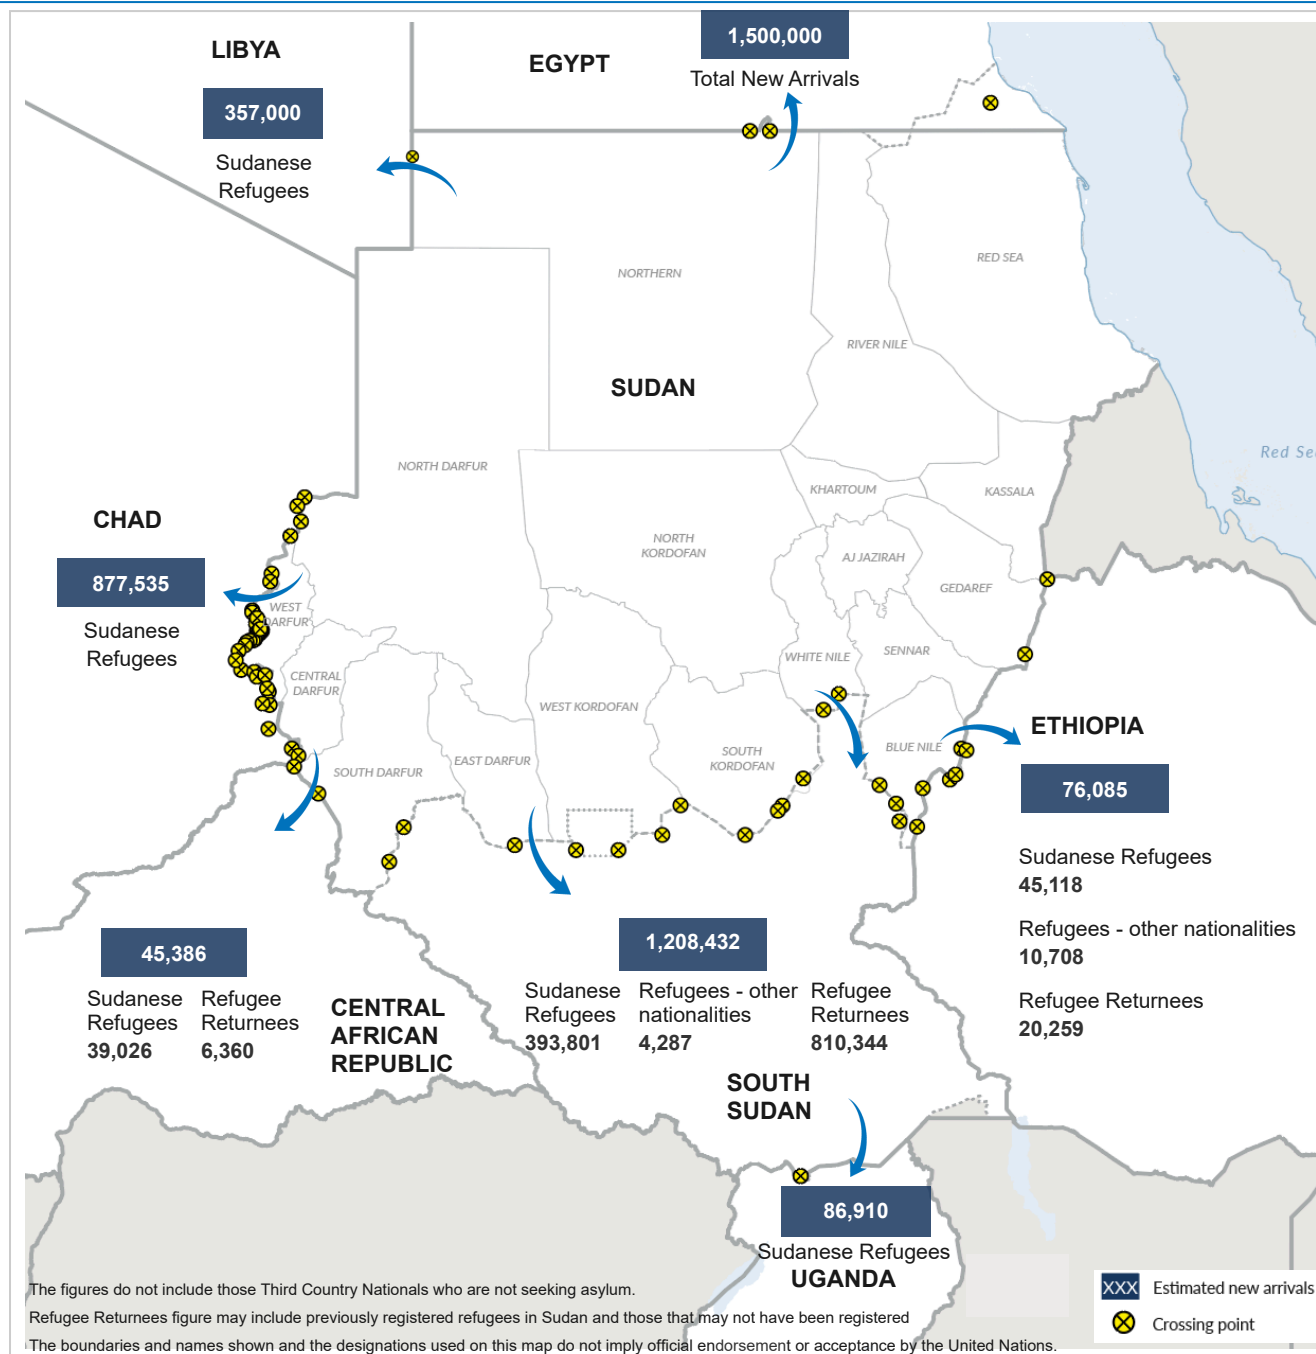 LIBYA
357,000
Sudanese
Refugees
EGYPT
1,500,000
Total New Arrivals
NORTHERN
RED SEA
RIVER NILE
SUDAN
Red Se
NORTH DARFUR
KHARTOUM
KASSALA
NORTH
KORDOFAN
AJ JAZIRAH
GEDAREF
CHAD
877,535
Sudanese
Refugees
WEST
DARFUR
CENTRAL
DARFUR
WHITE NILE
SENNAR
WEST KORDOFAN
SOUTH
KORDOFAN
BLUE NILE
SOUTH DARFUR
EAST DARFUR
ETHIOPIA
76,085
Sudanese Refugees
45,118
Refugees - other nationalities
10,708
Refugee Returnees
20,259
45,386
Sudanese
Refugees
39,026
Refugee
Returnees
6,360
CENTRAL
AFRICAN
REPUBLIC
1,208,432
Sudanese
Refugees
393,801
Refugees - other
nationalities
4,287
Refugee
Returnees
810,344
SOUTH
SUDAN
86,910
Sudanese Refugees
UGANDA
The figures do not include those Third Country Nationals who are not seeking asylum.
Refugee Returnees figure may include previously registered refugees in Sudan and those that may not have been registered
The boundaries and names shown and the designations used on this map do not imply official endorsement or acceptance by the United Nations.
XXX Estimated new arrivals
Crossing point